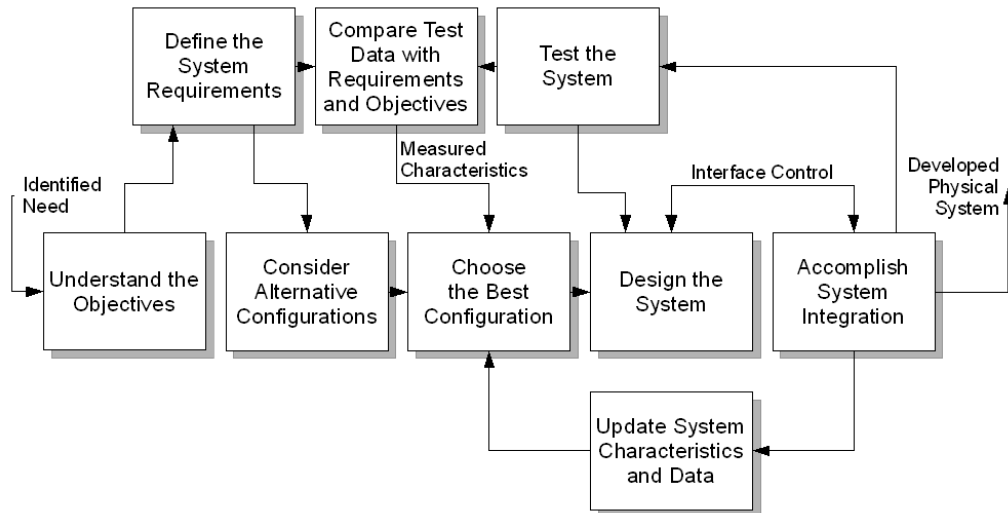 Define the
System
Requirements
Compare Test
Data with
Requirements
and Objectives
Test the
System
Measured
Characteristics
Identified
Need
Interface Control
Developed
Physical
System
Understand the
Objectives
Consider
Alternative
Configurations
Choose
the Best
Configuration
Design the
System
Accomplish
System
Integration
Update System
Characteristics
and Data